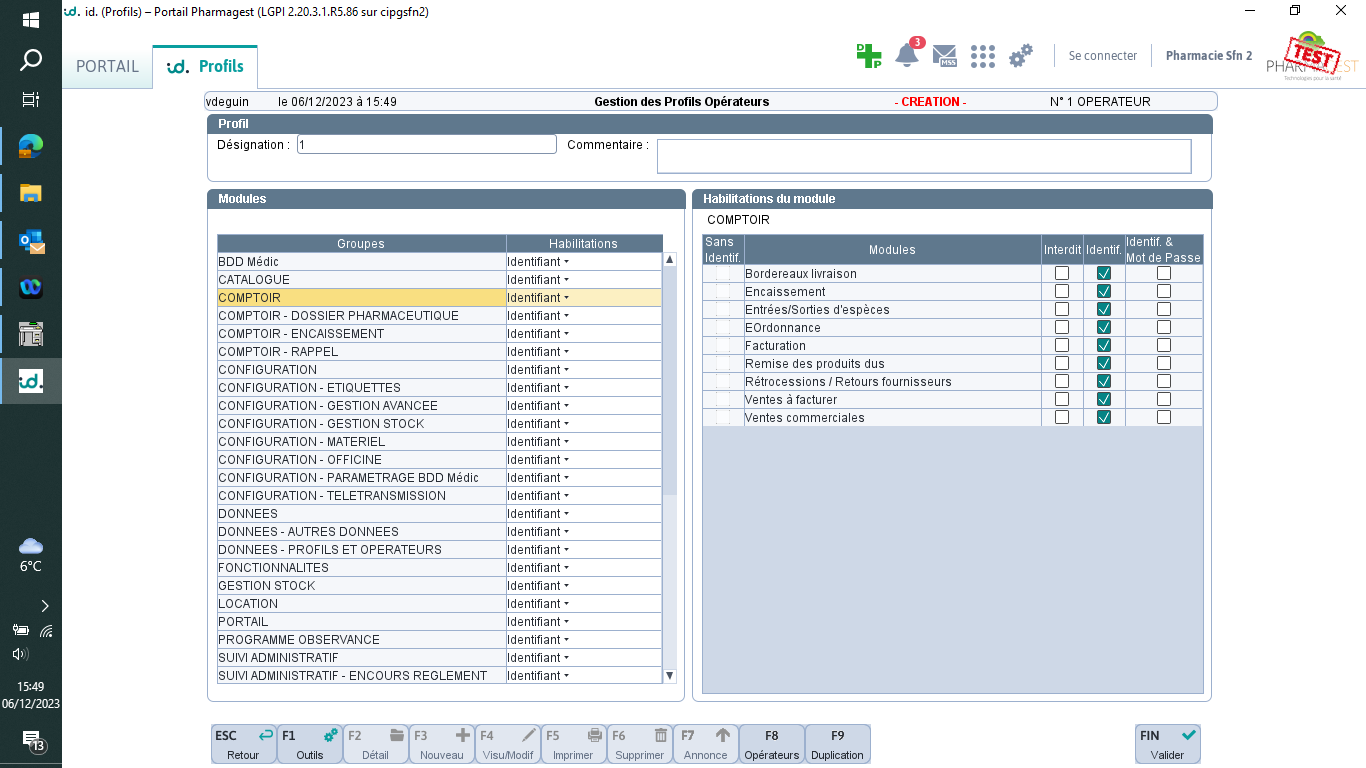 id. id. (Profils) – Portail Pharmagest (LGPI 2.20.3.1.R5.86 sur cipgsfn2)
PORTAIL id. Profils
D P 3 MSS Se connecter Pharmacie Sfn 2 TEST
Technologies pour la santé
vdeguin le 06/12/2023 à 15:49 Gestion des Profils Opérateurs - CREATION - N° 1 OPERATEUR
Profil
Désignation : 1 Commentaire :
Modules
Groupes Habilitations
BDD Médic Identifiant
CATALOGUE Identifiant
COMPTOIR Identifiant
COMPTOIR - DOSSIER PHARMACEUTIQUE Identifiant
COMPTOIR - ENCAISSEMENT Identifiant
COMPTOIR - RAPPEL Identifiant
CONFIGURATION Identifiant
CONFIGURATION - ETIQUETTES Identifiant
CONFIGURATION - GESTION AVANCEE Identifiant
CONFIGURATION - GESTION STOCK Identifiant
CONFIGURATION - MATERIEL Identifiant
CONFIGURATION - OFFICINE Identifiant
CONFIGURATION - PARAMETRAGE BDD Médic Identifiant
CONFIGURATION - TELETRANSMISSION Identifiant
DONNEES Identifiant
DONNEES - AUTRES DONNEES Identifiant
DONNEES - PROFILS ET OPERATEURS Identifiant
FONCTIONNALITES Identifiant
GESTION STOCK Identifiant
LOCATION Identifiant
PORTAIL Identifiant
PROGRAMME OBSERVANCE Identifiant
SUIVI ADMINISTRATIF Identifiant
SUIVI ADMINISTRATIF - ENCOURS REGLEMENT Identifiant
Habilitations du module
COMPTOIR
Sans Identif. Modules Interdit Identif. Identif. & Mot de Passe
Bordereaux livraison
Encaissement
Entrées/Sorties d'espèces
EOrdonnance
Facturation
Remise des produits dus
Rétrocessions / Retours fournisseurs
Ventes à facturer
Ventes commerciales
ESC Retour
F1 Outils
F2 Détail
F3 Nouveau
F4 Visu/Modif
F5 Imprimer
F6 Supprimer
F7 Annonce
F8 Opérateurs
F9 Duplication
FIN Valider
id.
6°C
15:49
06/12/2023
13